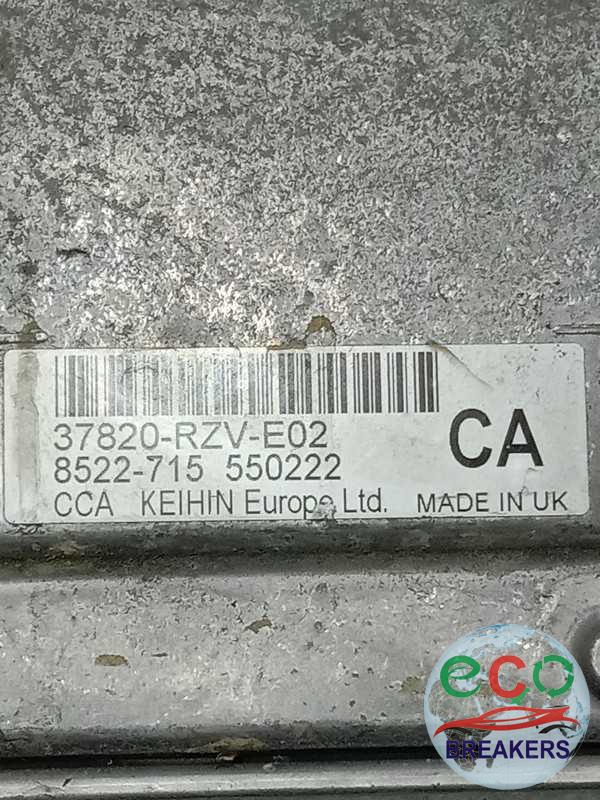 37820-RZV-E02
8522-715 550222
CA
CCA KEIHIN Europe Ltd. MADE IN UK
eco
BREAKERS